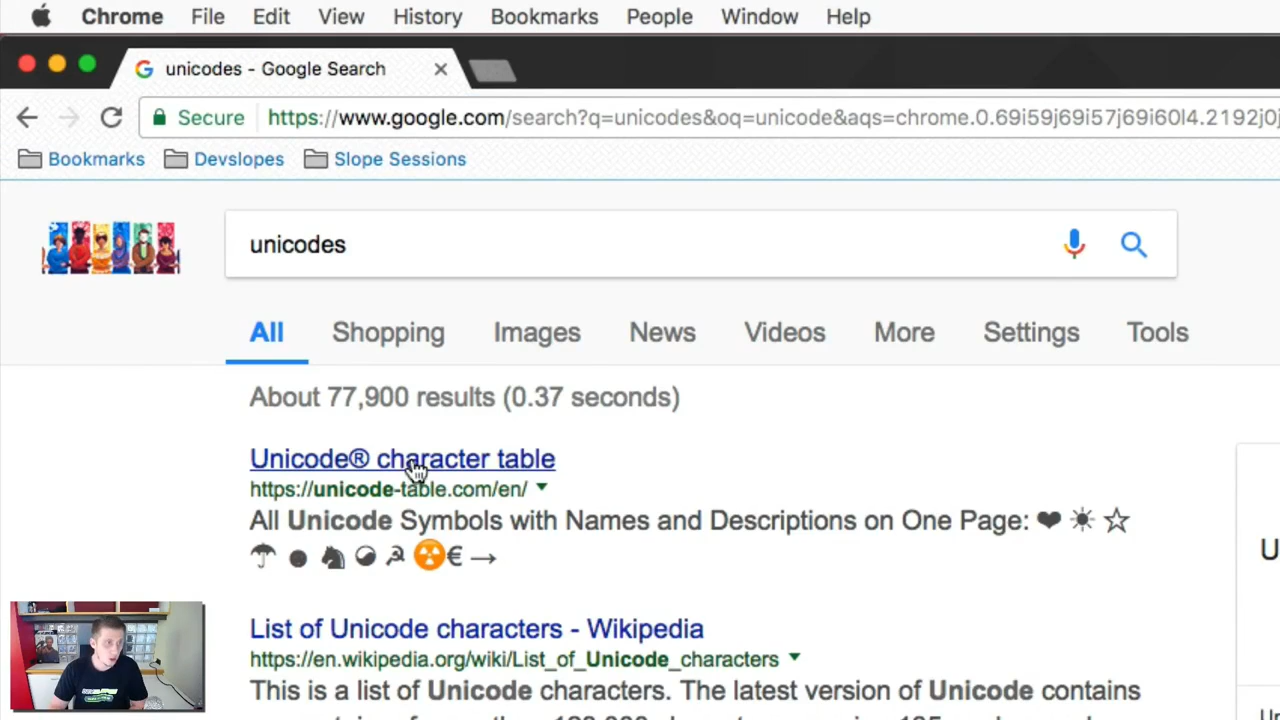 Chrome File Edit View History Bookmarks People Window Help
unicodes - Google Search
Secure https://www.google.com/search?q=unicodes&oq=unicode&aqs=chrome.0.69i59j69i57j69i60l4.2192j0j
Bookmarks Devslopes Slope Sessions
unicodes
All Shopping Images News Videos More Settings Tools
About 77,900 results (0.37 seconds)
Unicode® character table
https://unicode-table.com/en/
All Unicode Symbols with Names and Descriptions on One Page: ❤ ☀ ☆
☂ ☻ ♞ ☯ ☭ ☢ € →
List of Unicode characters - Wikipedia
https://en.wikipedia.org/wiki/List_of_Unicode_characters
This is a list of Unicode characters. The latest version of Unicode contains
U